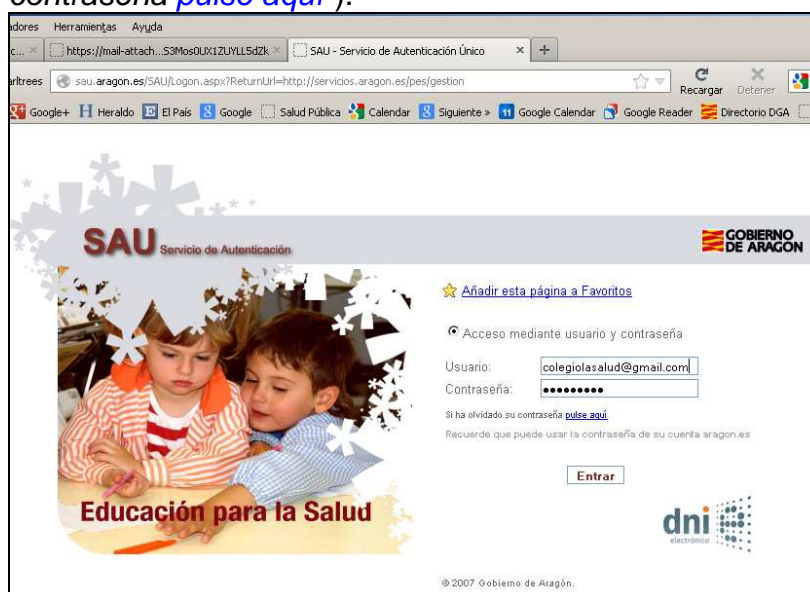 contraseña pulse aquí ).
adores Herramientas Ayuda
c... × https://mail-attach...S3Mos0UX1ZUYLL5dZk × SAU - Servicio de Autenticación Único × +
arltrees sau.aragon.es/SAU/Logon.aspx?ReturnUrl=http://servicios.aragon.es/pes/gestion Recargar Detener
Google+ Heraldo El País Google Salud Pública Calendar Siguiente » Google Calendar Google Reader Directorio DGA
SAU Servicio de Autenticación
GOBIERNO
DE ARAGON
Añadir esta página a Favoritos
Acceso mediante usuario y contraseña
Usuario: colegiolasalud@gmail.com
Contraseña: •••••••••
Si ha olvidado su contraseña pulse aquí
Recuerde que puede usar la contraseña de su cuenta aragon.es
Entrar
Educación para la Salud
dni
electrónico
© 2007 Gobierno de Aragón.